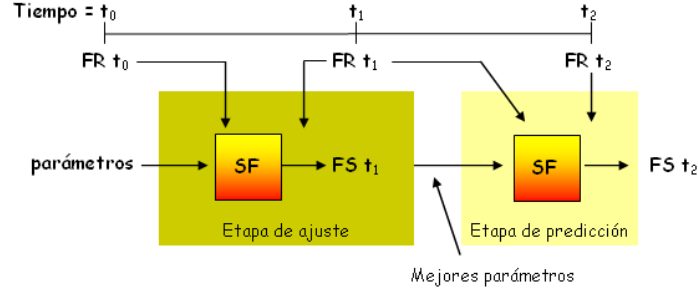 Tiempo = t0 t1 t2
FR t0 FR t1 FR t2
parámetros SF FS t1 SF FS t2
Etapa de ajuste Etapa de predicción
Mejores parámetros